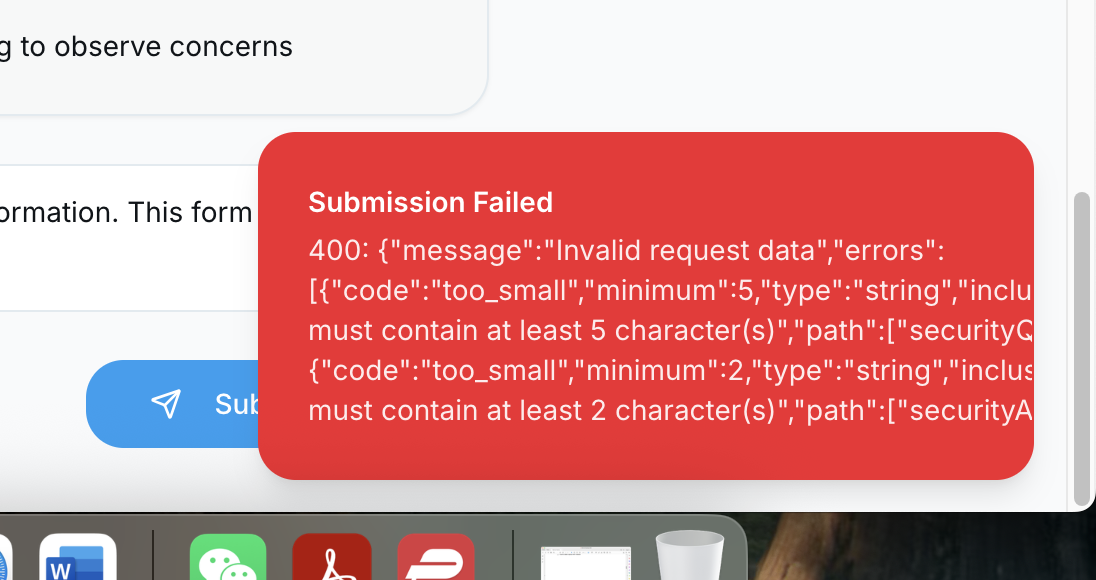 g to observe concerns
ormation. This form
Submission Failed
400: {"message":"Invalid request data","errors":
[{"code":"too_small","minimum":5,"type":"string","inclu
must contain at least 5 character(s)","path":["securityQ
{"code":"too_small","minimum":2,"type":"string","inclus
must contain at least 2 character(s)","path":["securityA
Sub
W